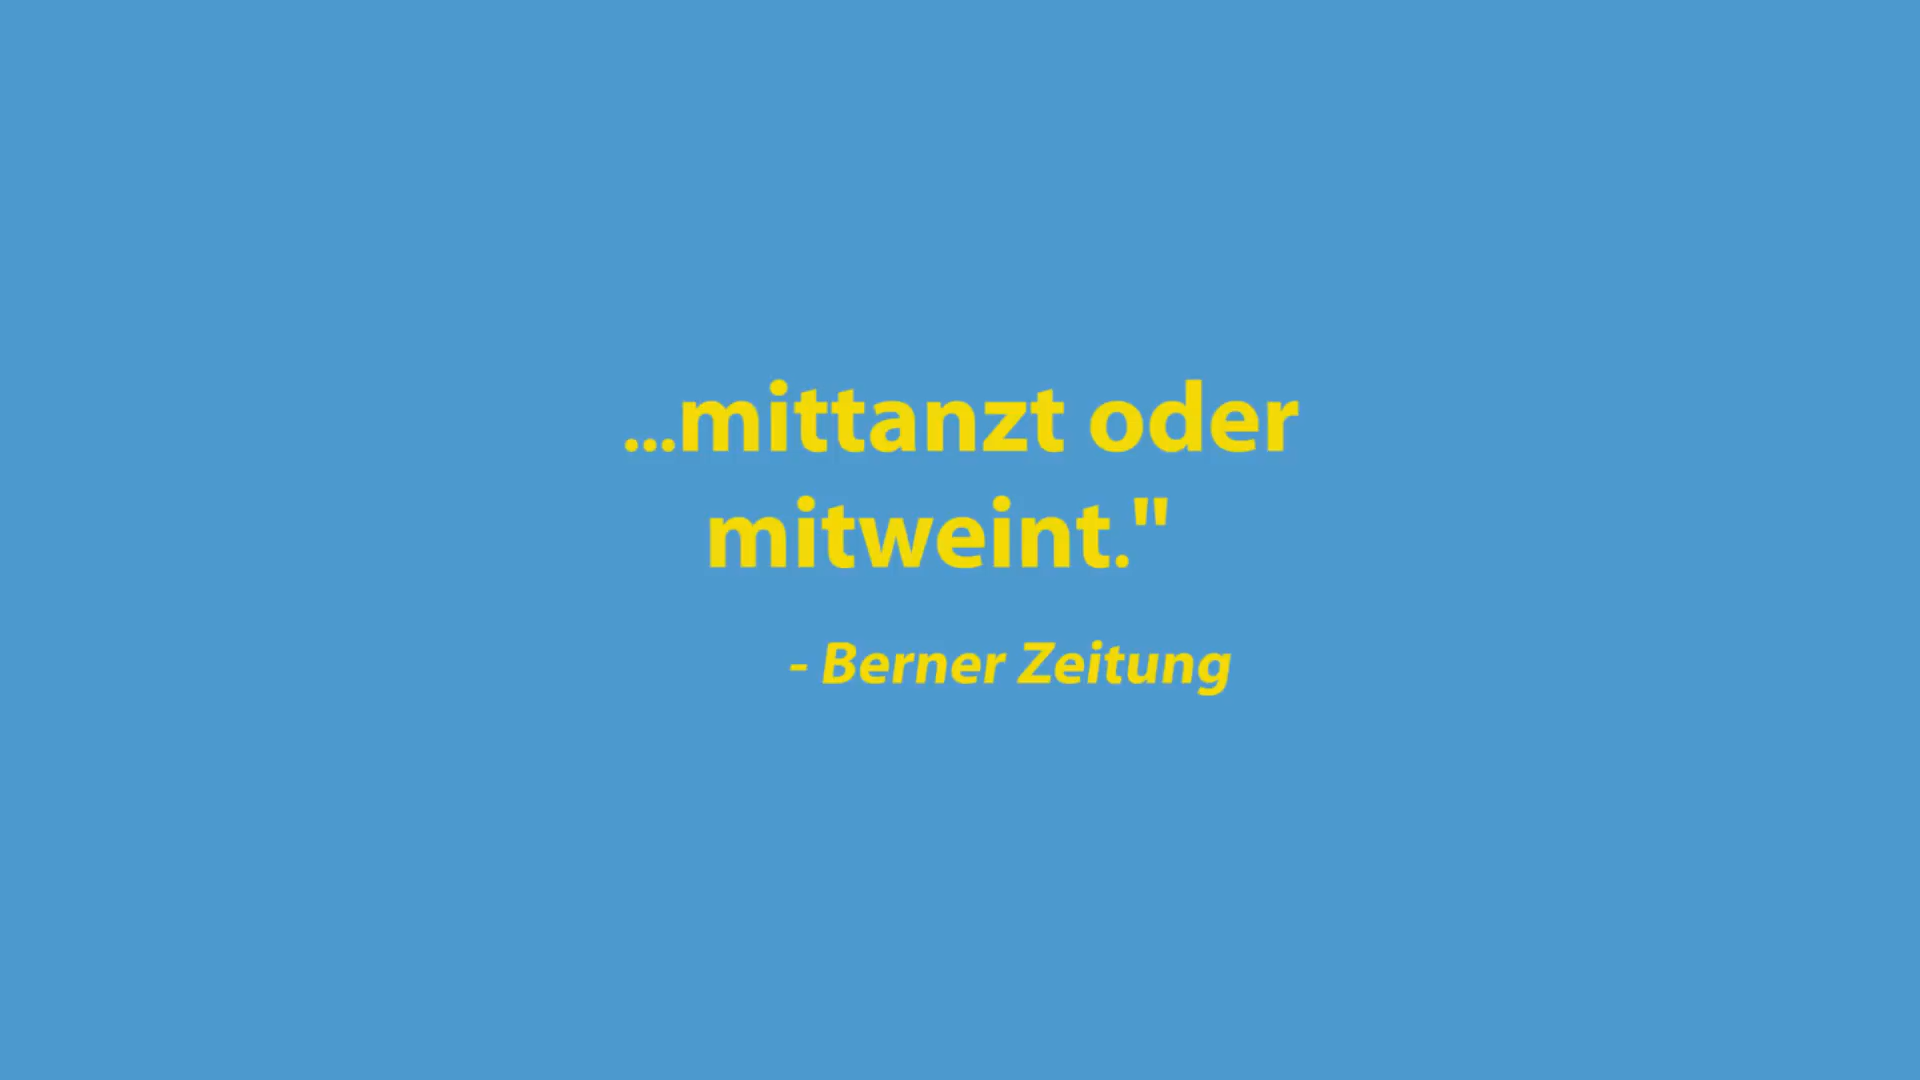 ...mittanzt oder
mitweint."
- Berner Zeitung